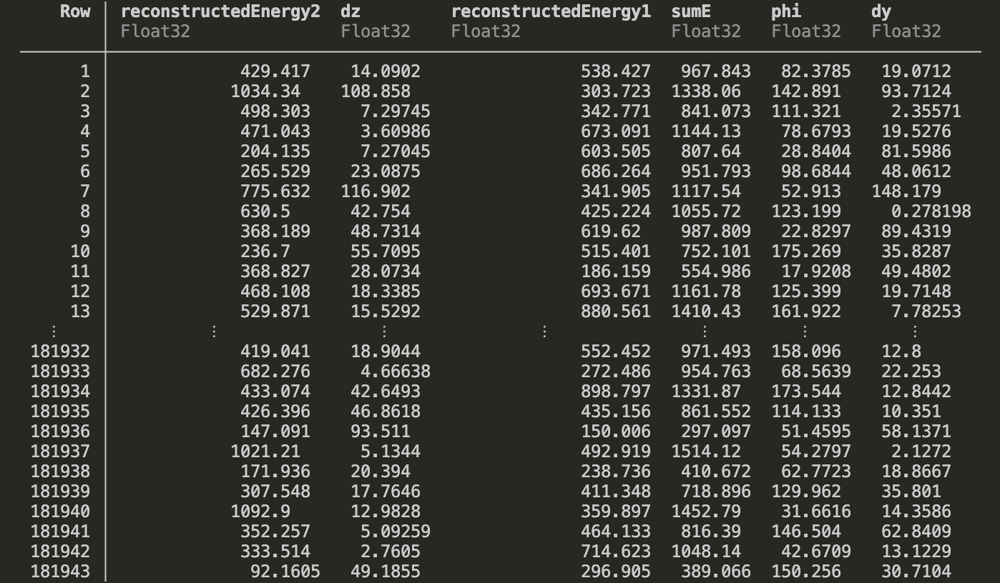 Row reconstructedEnergy2 dz reconstructedEnergy1 sumE phi dy
Float32 Float32 Float32 Float32 Float32 Float32
1 429.417 14.0902 538.427 967.843 82.3785 19.0712
2 1034.34 108.858 303.723 1338.06 142.891 93.7124
3 498.303 7.29745 342.771 841.073 111.321 2.35571
4 471.043 3.60986 673.091 1144.13 78.6793 19.5276
5 204.135 7.27045 603.505 807.64 28.8404 81.5986
6 265.529 23.0875 686.264 951.793 98.6844 48.0612
7 775.632 116.902 341.905 1117.54 52.913 148.179
8 630.5 42.754 425.224 1055.72 123.199 0.278198
9 368.189 48.7314 619.62 987.809 22.8297 89.4319
10 236.7 55.7095 515.401 752.101 175.269 35.8287
11 368.827 28.0734 186.159 554.986 17.9208 49.4802
12 468.108 18.3385 693.671 1161.78 125.399 19.7148
13 529.871 15.5292 880.561 1410.43 161.922 7.78253
⋮ ⋮ ⋮ ⋮ ⋮ ⋮ ⋮
181932 419.041 18.9044 552.452 971.493 158.096 12.8
181933 682.276 4.66638 272.486 954.763 68.5639 22.253
181934 433.074 42.6493 898.797 1331.87 173.544 12.8442
181935 426.396 46.8618 435.156 861.552 114.133 10.351
181936 147.091 93.511 150.006 297.097 51.4595 58.1371
181937 1021.21 5.1344 492.919 1514.12 54.2797 2.1272
181938 171.936 20.394 238.736 410.672 62.7723 18.8667
181939 307.548 17.7646 411.348 718.896 129.962 35.801
181940 1092.9 12.9828 359.897 1452.79 31.6616 14.3586
181941 352.257 5.09259 464.133 816.39 146.504 62.8409
181942 333.514 2.7605 714.623 1048.14 42.6709 13.1229
181943 92.1605 49.1855 296.905 389.066 150.256 30.7104